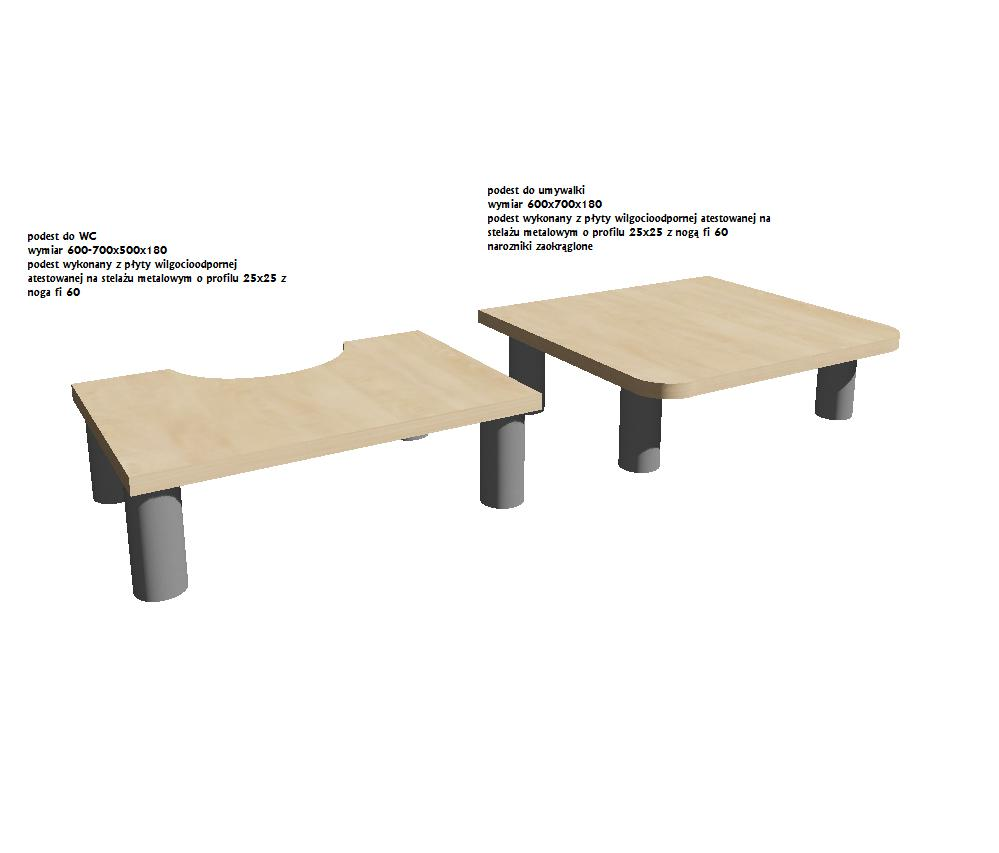 podest do WC
wymiar 600-700x500x180
podest wykonany z płyty wilgocioodpornej
atestowanej na stelażu metalowym o profilu 25x25 z
noga fi 60
podest do umywalki
wymiar 600x700x180
podest wykonany z płyty wilgocioodpornej atestowanej na
stelażu metalowym o profilu 25x25 z nogą fi 60
narozniki zaokrąglone